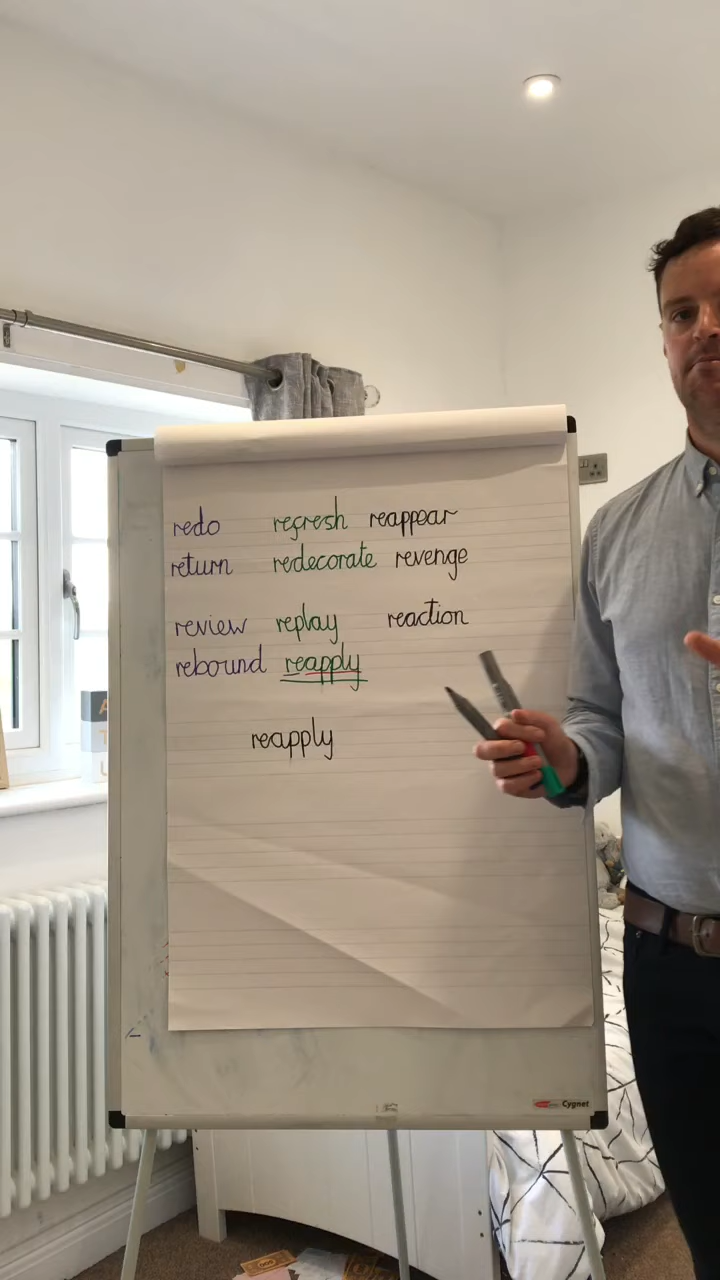 redo refresh reappear
return redecorate revenge
review replay reaction
rebound reapply
reapply
Cygnet